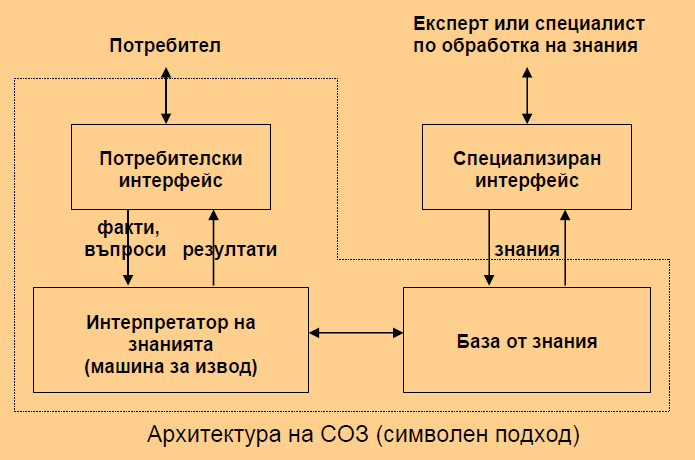 Потребител
Експерт или специалист
по обработка на знания
Потребителски
интерфейс
Специализиран
интерфейс
факти,
въпроси
резултати
знания
Интерпретатор на
знанията
(машина за извод)
База от знания
Архитектура на СОЗ (символен подход)